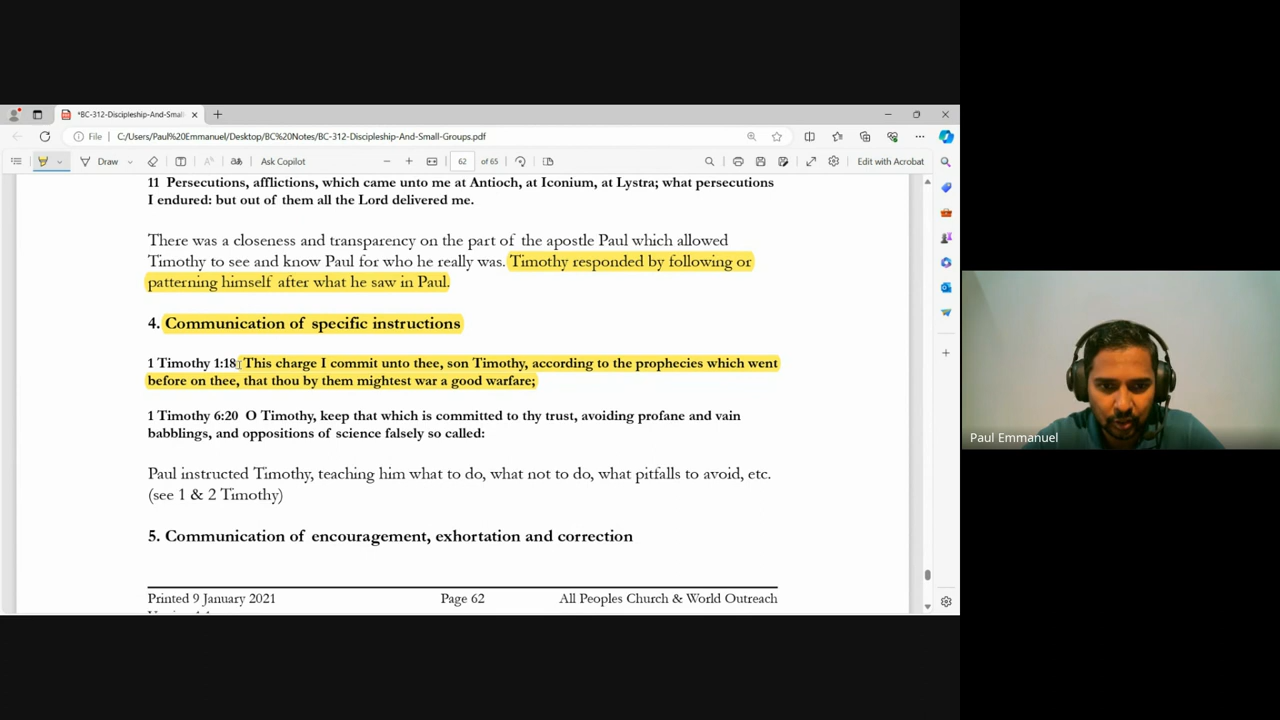 *BC-312-Discipleship-And-Smal
File
C:/Users/Paul%20Emmanuel/Desktop/BC%20Notes/BC-312-Discipleship-And-Small-Groups.pdf
Draw
Ask Copilot
62 of 65
Edit with Acrobat
11 Persecutions, afflictions, which came unto me at Antioch, at Iconium, at Lystra; what persecutions
I endured: but out of them all the Lord delivered me.
There was a closeness and transparency on the part of the apostle Paul which allowed
Timothy to see and know Paul for who he really was. Timothy responded by following or
patterning himself after what he saw in Paul.
4. Communication of specific instructions
1 Timothy 1:18 This charge I commit unto thee, son Timothy, according to the prophecies which went
before on thee, that thou by them mightest war a good warfare;
1 Timothy 6:20 O Timothy, keep that which is committed to thy trust, avoiding profane and vain
babblings, and oppositions of science falsely so called:
Paul instructed Timothy, teaching him what to do, what not to do, what pitfalls to avoid, etc.
(see 1 & 2 Timothy)
5. Communication of encouragement, exhortation and correction
Printed 9 January 2021 Page 62 All Peoples Church & World Outreach
Paul Emmanuel